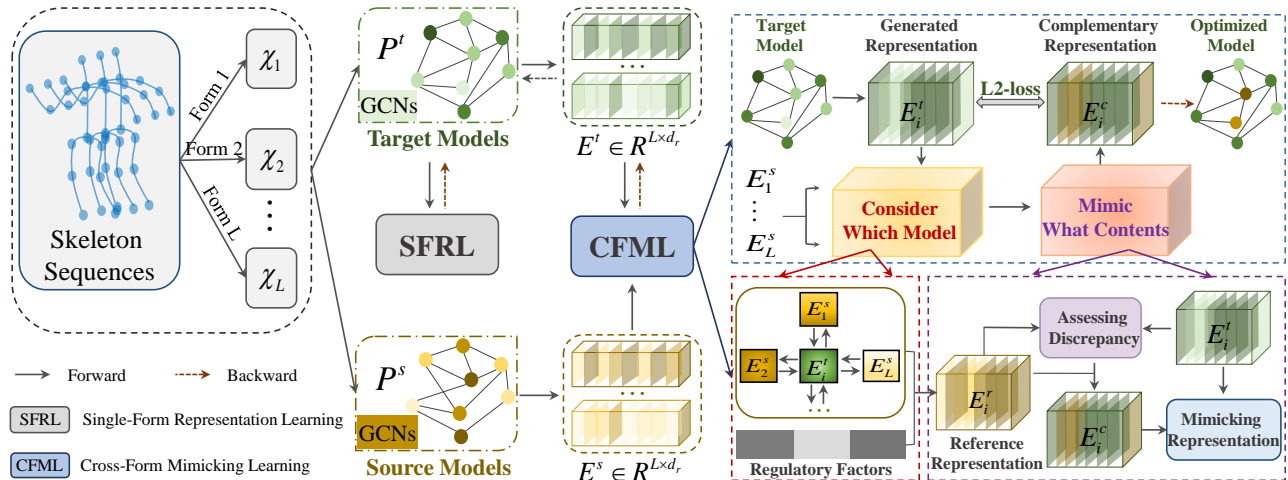 Form 1
Form 2
Form L
χ1
χ2
⋮
χL
Skeleton
Sequences
Forward
Backward
SFRL
Single-Form Representation Learning
CFML
Cross-Form Mimicking Learning
P^t
GCNs
Target Models
...
E^t ∈ R^{L×d_r}
SFRL
CFML
P^s
GCNs
Source Models
...
E^s ∈ R^{L×d_r}
Target
Model
Generated
Representation
Complementary
Representation
Optimized
Model
E_i^t
L2-loss
E_i^c
E_1^s
⋮
E_L^s
Consider
Which Model
Mimic
What Contents
E_1^s
E_2^s
E_i^t
E_L^s
...
Regulatory Factors
E_i^r
Reference
Representation
Assessing
Discrepancy
E_i^t
E_i^c
Mimicking
Representation